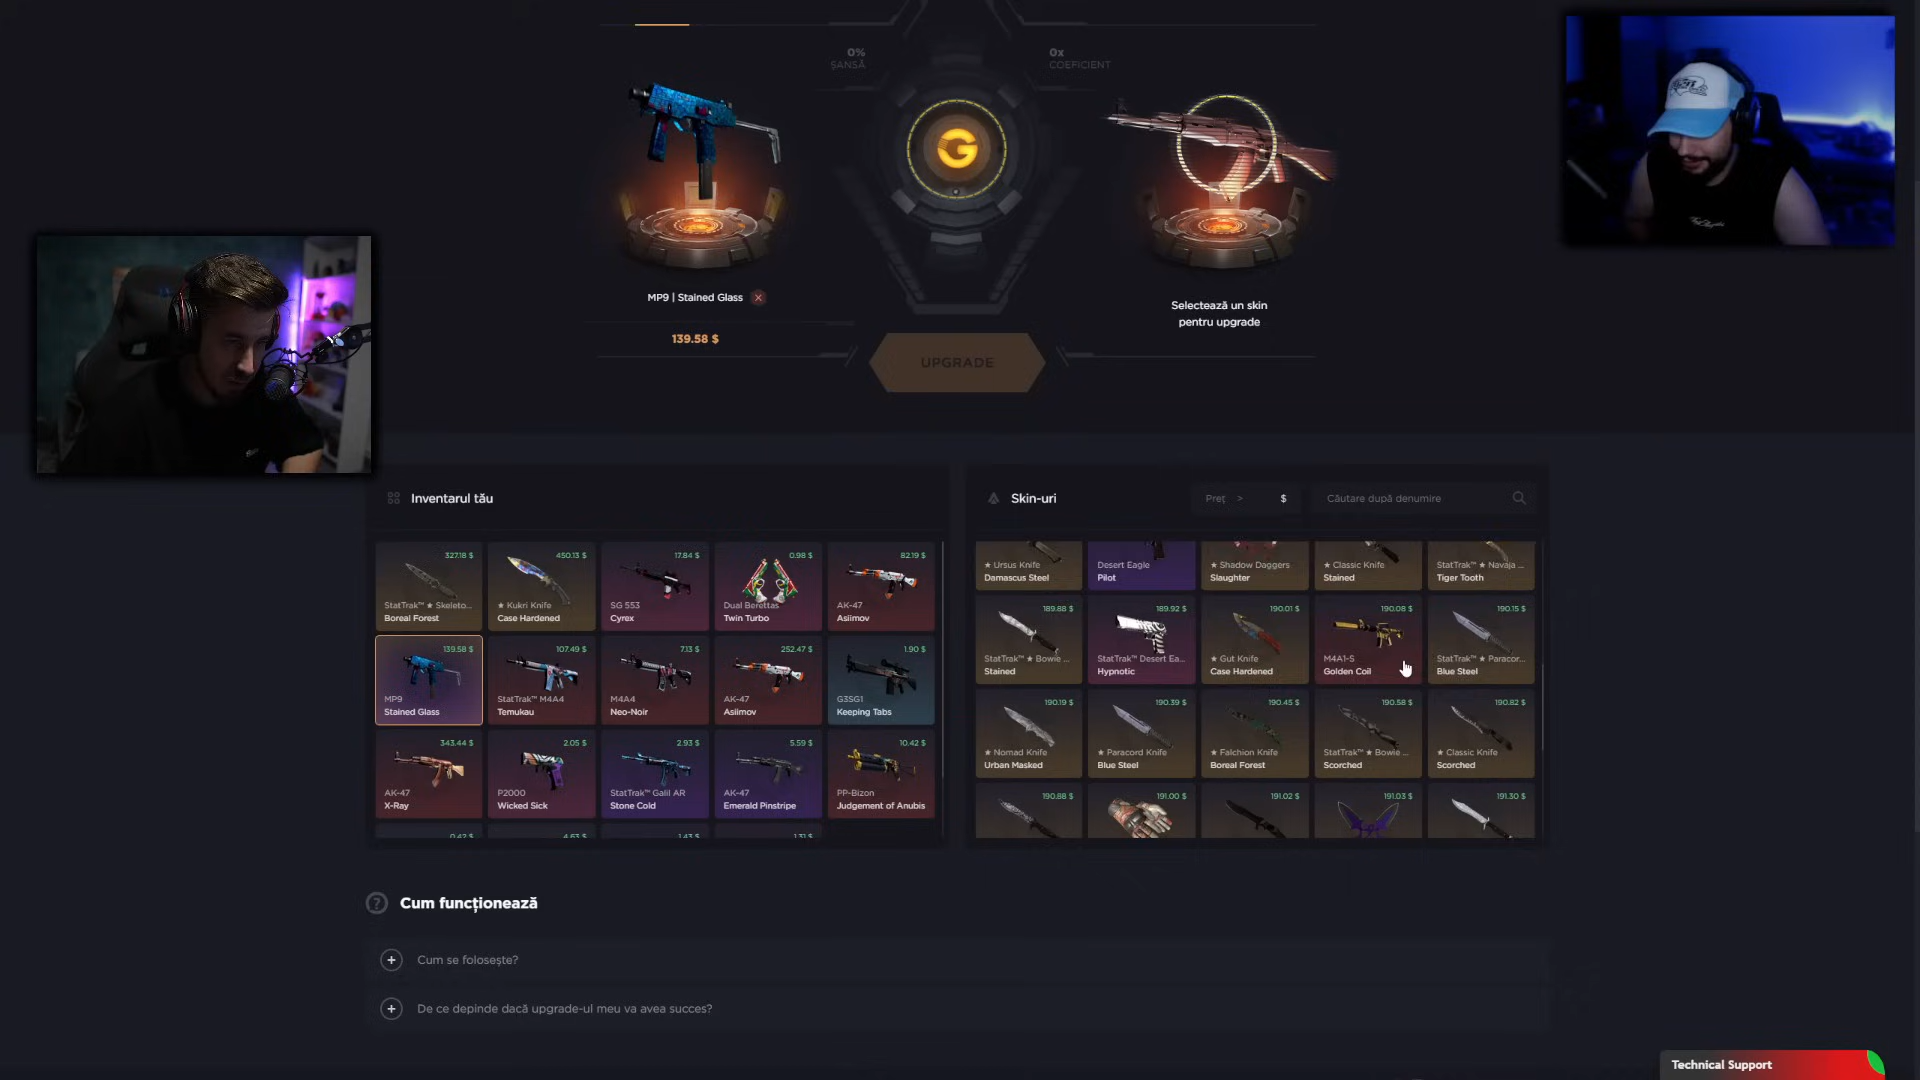 0%
ȘANSĂ
0x
COEFICIENT
MP9 | Stained Glass
139.58 $
Selectează un skin
pentru upgrade
UPGRADE
Inventarul tău
327.18 $
StatTrak™ ★ Skeleto...
Boreal Forest
450.13 $
★ Kukri Knife
Case Hardened
17.84 $
SG 553
Cyrex
0.98 $
Dual Berettas
Twin Turbo
82.19 $
AK-47
Asiimov
139.58 $
MP9
Stained Glass
107.49 $
StatTrak™ M4A4
Temukau
7.13 $
M4A4
Neo-Noir
252.47 $
AK-47
Asiimov
1.90 $
G3SG1
Keeping Tabs
343.44 $
AK-47
X-Ray
2.05 $
P2000
Wicked Sick
2.93 $
StatTrak™ Galil AR
Stone Cold
5.59 $
AK-47
Emerald Pinstripe
10.42 $
PP-Bizon
Judgement of Anubis
Skin-uri
Preț >
$
Căutare după denumire
★ Ursus Knife
Damascus Steel
Desert Eagle
Pilot
★ Shadow Daggers
Slaughter
★ Classic Knife
Stained
StatTrak™ ★ Navaja ...
Tiger Tooth
189.88 $
StatTrak™ ★ Bowie ...
Stained
189.92 $
StatTrak™ Desert Ea...
Hypnotic
190.01 $
★ Gut Knife
Case Hardened
190.08 $
M4A1-S
Golden Coil
190.15 $
StatTrak™ ★ Paracor...
Blue Steel
190.19 $
★ Nomad Knife
Urban Masked
190.39 $
★ Paracord Knife
Blue Steel
190.45 $
★ Falchion Knife
Boreal Forest
190.58 $
StatTrak™ ★ Bowie ...
Scorched
190.82 $
★ Classic Knife
Scorched
190.88 $
191.00 $
191.02 $
191.03 $
191.30 $
Cum funcționează
Cum se folosește?
De ce depinde dacă upgrade-ul meu va avea succes?
Technical Support